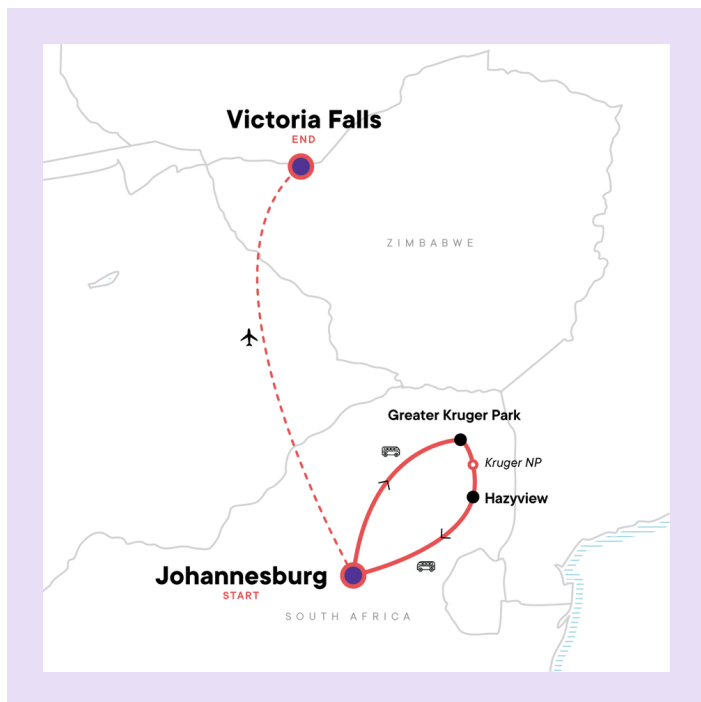 Victoria Falls
END
ZIMBABWE
Greater Kruger Park
Kruger NP
Hazyview
Johannesburg
START
SOUTH AFRICA